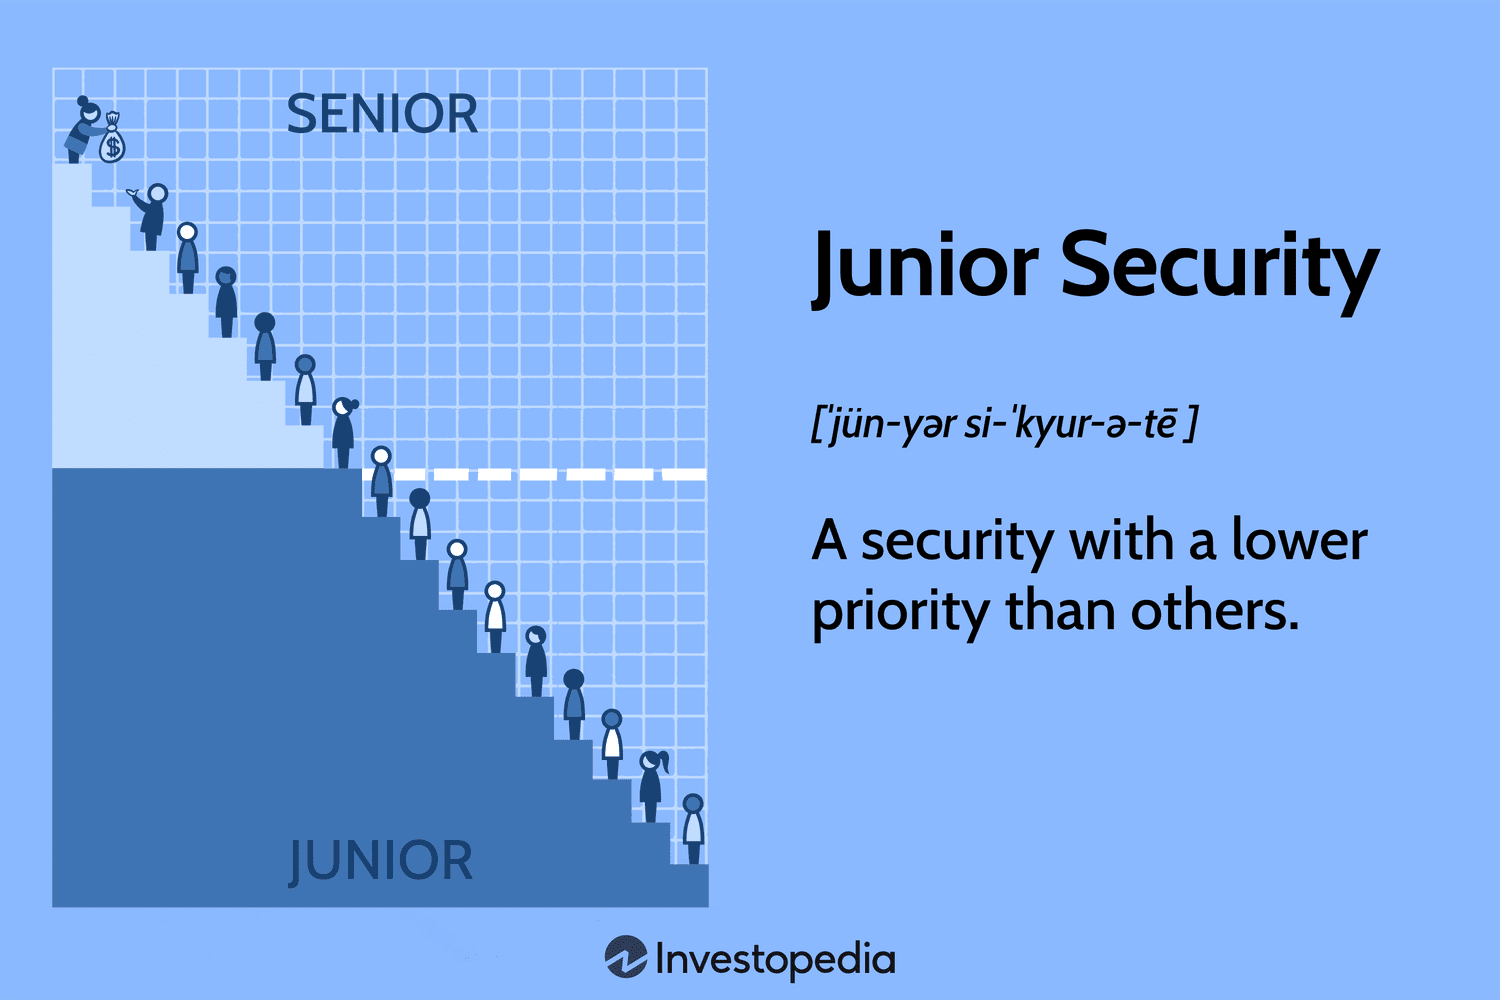 SENIOR
$
JUNIOR
Junior Security
[ˈjün-yər si-ˈkyur-ə-tē ]
A security with a lower
priority than others.
Investopedia